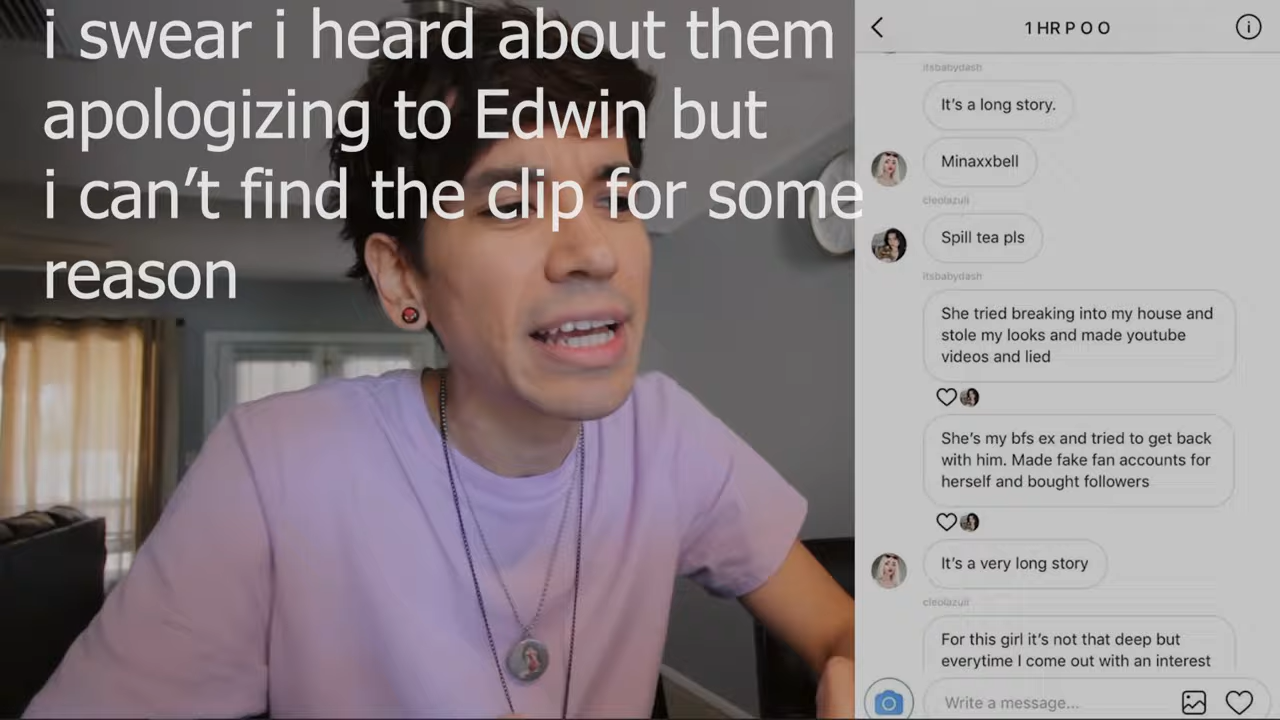 i swear i heard about them
apologizing to Edwin but
i can't find the clip for some
reason
1 HR P O O
itsbabydash
It's a long story.
Minaxxbell
cleolazuli
Spill tea pls
itsbabydash
She tried breaking into my house and
stole my looks and made youtube
videos and lied
She's my bfs ex and tried to get back
with him. Made fake fan accounts for
herself and bought followers
It's a very long story
cleolazuli
For this girl it's not that deep but
everytime I come out with an interest
Write a message...